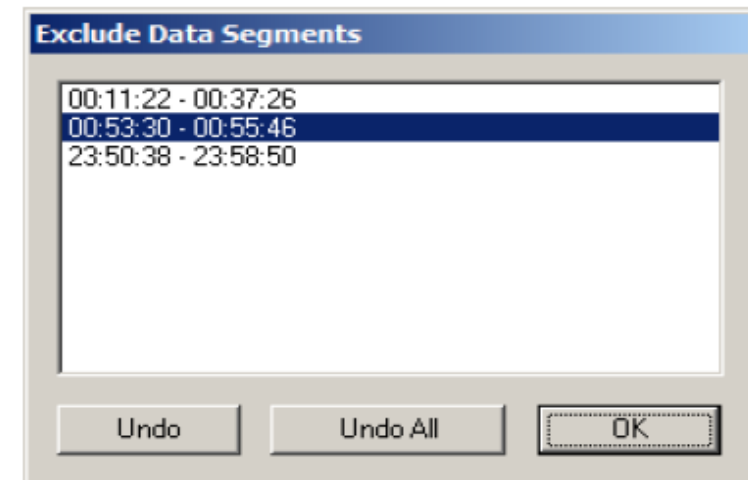 Exclude Data Segments
00:11:22 - 00:37:26
00:53:30 - 00:55:46
23:50:38 - 23:58:50
Undo
Undo All
OK